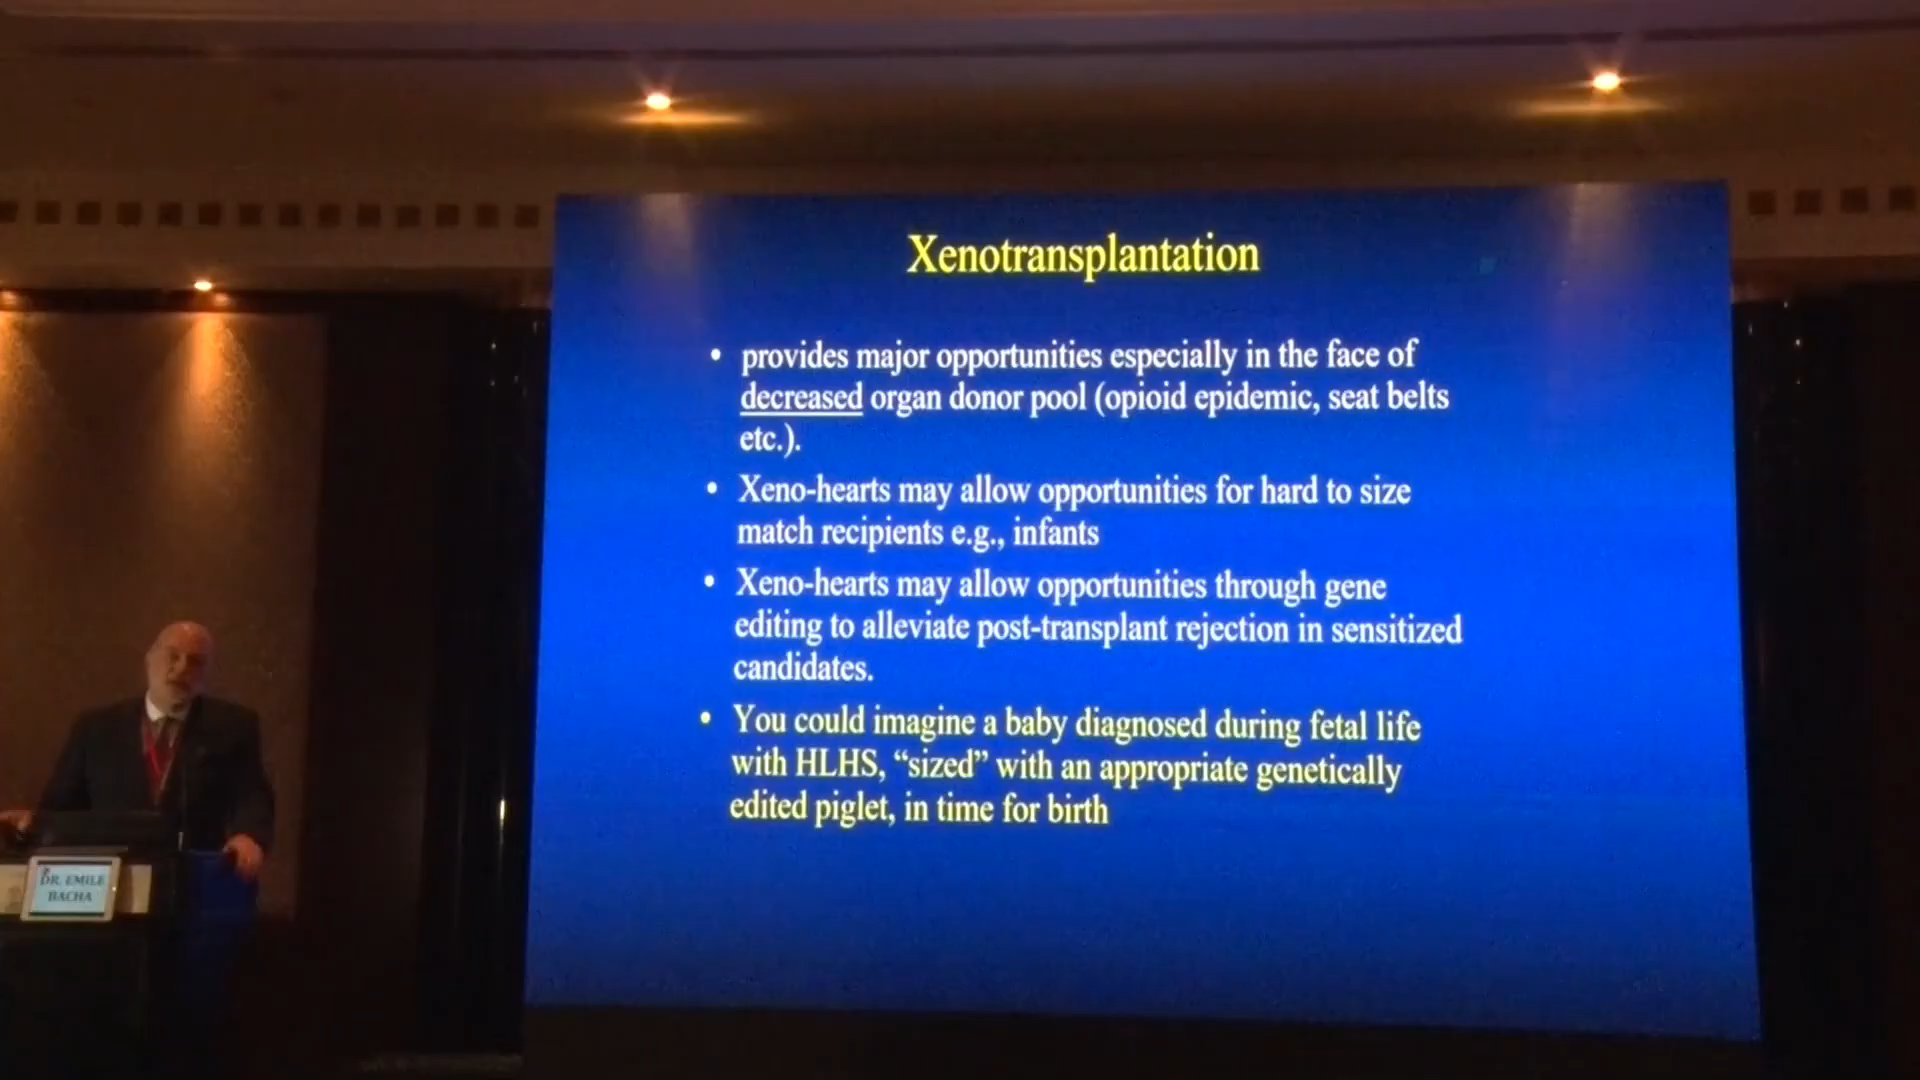 Xenotransplantation
• provides major opportunities especially in the face of
decreased organ donor pool (opioid epidemic, seat belts
etc.).
• Xeno-hearts may allow opportunities for hard to size
match recipients e.g., infants
• Xeno-hearts may allow opportunities through gene
editing to alleviate post-transplant rejection in sensitized
candidates.
• You could imagine a baby diagnosed during fetal life
with HLHS, “sized” with an appropriate genetically
edited piglet, in time for birth
DR. EMILE
BACHA